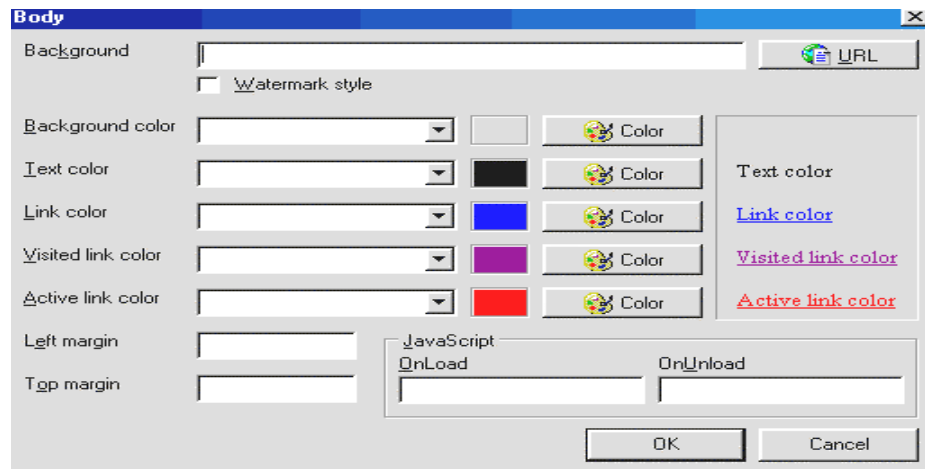 Body
Background URL
Watermark style
Background color Color
Text color Color Text color
Link color Color Link color
Visited link color Color Visited link color
Active link color Color Active link color
Left margin JavaScript
OnLoad OnUnload
Top margin
OK Cancel